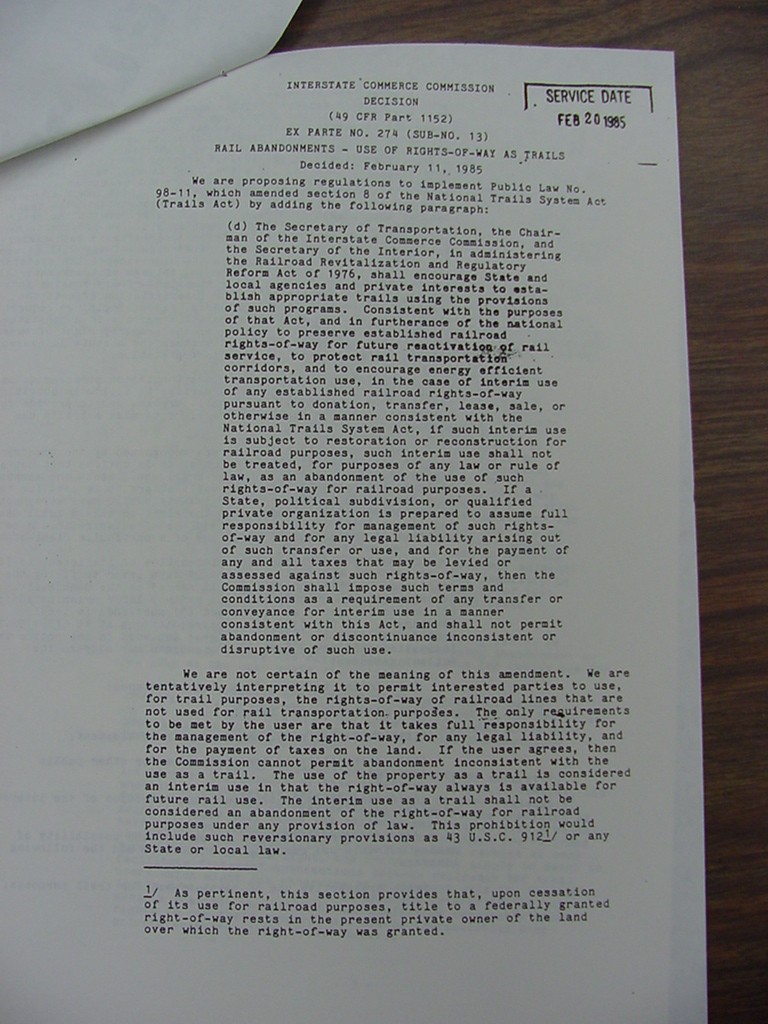 INTERSTATE COMMERCE COMMISSION
SERVICE DATE
FEB 20 1985
DECISION
(49 CFR Part 1152)
EX PARTE NO. 274 (SUB-NO. 13)
RAIL ABANDONMENTS - USE OF RIGHTS-OF-WAY AS TRAILS
Decided: February 11, 1985
We are proposing regulations to implement Public Law No.
98-11, which amended section 8 of the National Trails System Act
(Trails Act) by adding the following paragraph:
(d) The Secretary of Transportation, the Chair-
man of the Interstate Commerce Commission, and
the Secretary of the Interior, in administering
the Railroad Revitalization and Regulatory
Reform Act of 1976, shall encourage State and
local agencies and private interests to esta-
blish appropriate trails using the provisions
of such programs. Consistent with the purposes
of that Act, and in furtherance of the national
policy to preserve established railroad
rights-of-way for future reactivation of rail
service, to protect rail transportation
corridors, and to encourage energy efficient
transportation use, in the case of interim use
of any established railroad rights-of-way
pursuant to donation, transfer, lease, sale, or
otherwise in a manner consistent with the
National Trails System Act, if such interim use
is subject to restoration or reconstruction for
railroad purposes, such interim use shall not
be treated, for purposes of any law or rule of
law, as an abandonment of the use of such
rights-of-way for railroad purposes. If a
State, political subdivision, or qualified
private organization is prepared to assume full
responsibility for management of such rights-
of-way and for any legal liability arising out
of such transfer or use, and for the payment of
any and all taxes that may be levied or
assessed against such rights-of-way, then the
Commission shall impose such terms and
conditions as a requirement of any transfer or
conveyance for interim use in a manner
consistent with this Act, and shall not permit
abandonment or discontinuance inconsistent or
disruptive of such use.
We are not certain of the meaning of this amendment. We are
tentatively interpreting it to permit interested parties to use,
for trail purposes, the rights-of-way of railroad lines that are
not used for rail transportation purposes. The only requirements
to be met by the user are that it takes full responsibility for
the management of the right-of-way, for any legal liability, and
for the payment of taxes on the land. If the user agrees, then
the Commission cannot permit abandonment inconsistent with the
use as a trail. The use of the property as a trail is considered
an interim use in that the right-of-way always is available for
future rail use. The interim use as a trail shall not be
considered an abandonment of the right-of-way for railroad
purposes under any provision of law. This prohibition would
include such reversionary provisions as 43 U.S.C. 912 1/ or any
State or local law.
1/ As pertinent, this section provides that, upon cessation
of its use for railroad purposes, title to a federally granted
right-of-way rests in the present private owner of the land
over which the right-of-way was granted.